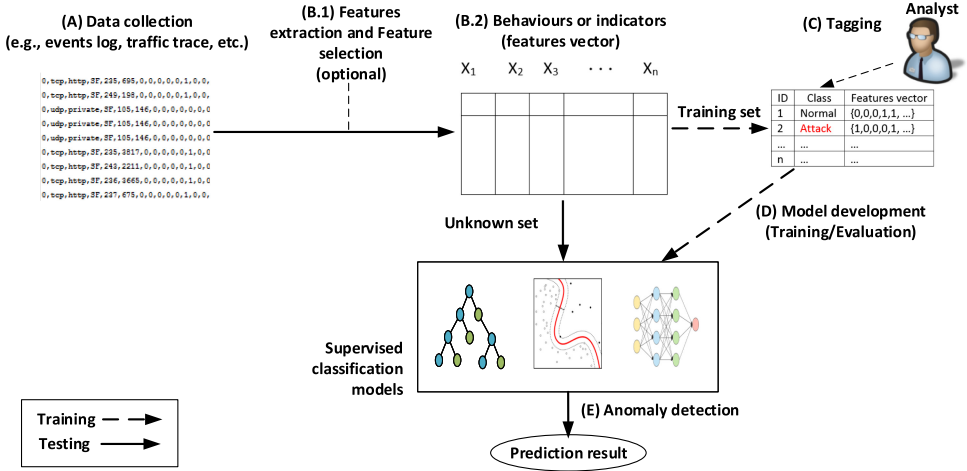 (A) Data collection
(e.g., events log, traffic trace, etc.)
(B.1) Features
extraction and Feature
selection
(optional)
(B.2) Behaviours or indicators
(features vector)
(C) Tagging
Analyst
0,tcp,http,SF,235,695,0,0,0,0,0,1,0,0,
0,tcp,http,SF,249,198,0,0,0,0,0,1,0,0,
0,udp,private,SF,105,146,0,0,0,0,0,0,0
0,udp,private,SF,105,146,0,0,0,0,0,0,0
0,udp,private,SF,105,146,0,0,0,0,0,0,0
0,tcp,http,SF,235,3817,0,0,0,0,0,1,0,0
0,tcp,http,SF,243,2211,0,0,0,0,0,1,0,0
0,tcp,http,SF,236,3665,0,0,0,0,0,1,0,0
0,tcp,http,SF,237,675,0,0,0,0,0,1,0,0,
X1 X2 X3 · · · Xn
Training set
ID Class Features vector
1 Normal {0,0,0,1,1, …}
2 Attack {1,0,0,0,1, …}
... ... ...
n ... ...
Unknown set
(D) Model development
(Training/Evaluation)
Supervised
classification
models
(E) Anomaly detection
Prediction result
Training
Testing